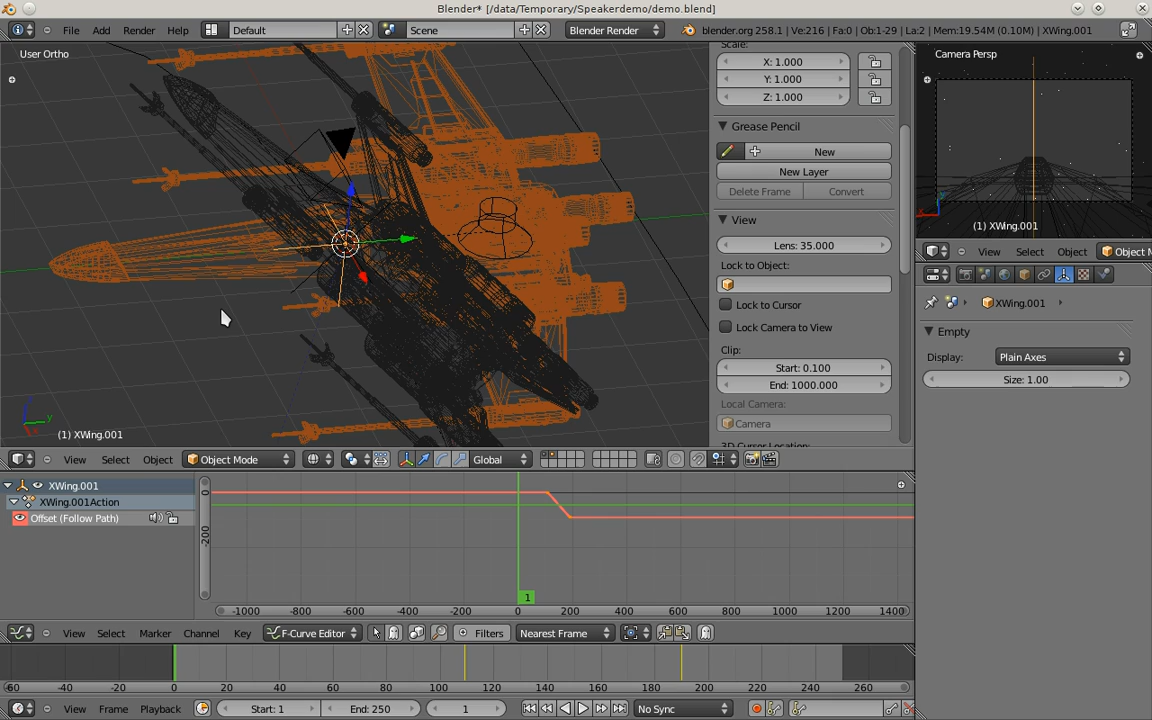 Blender* [/data/Temporary/Speakerdemo/demo.blend]
File Add Render Help Default Scene Blender Render blender.org 258.1 | Ve:216 | Fa:0 | Ob:1-29 | La:2 | Mem:19.54M (0.10M) | XWing.001
User Ortho
(1) XWing.001
Scale:
X: 1.000
Y: 1.000
Z: 1.000
Grease Pencil
New
New Layer
Delete Frame Convert
View
Lens: 35.000
Lock to Object:
Lock to Cursor
Lock Camera to View
Clip:
Start: 0.100
End: 1000.000
Local Camera:
Camera
3D Cursor Location:
Camera Persp
(1) XWing.001
View Select Object Object M
XWing.001
Empty
Display: Plain Axes
Size: 1.00
View Select Object Object Mode Global
XWing.001
XWing.001Action
Offset (Follow Path)
0
-200
1
-1000 -800 -600 -400 -200 0 200 400 600 800 1000 1200 1400
View Select Marker Channel Key F-Curve Editor Filters Nearest Frame
-60 -40 -20 0 20 40 60 80 100 120 140 160 180 200 220 240 260
View Frame Playback Start: 1 End: 250 1 No Sync